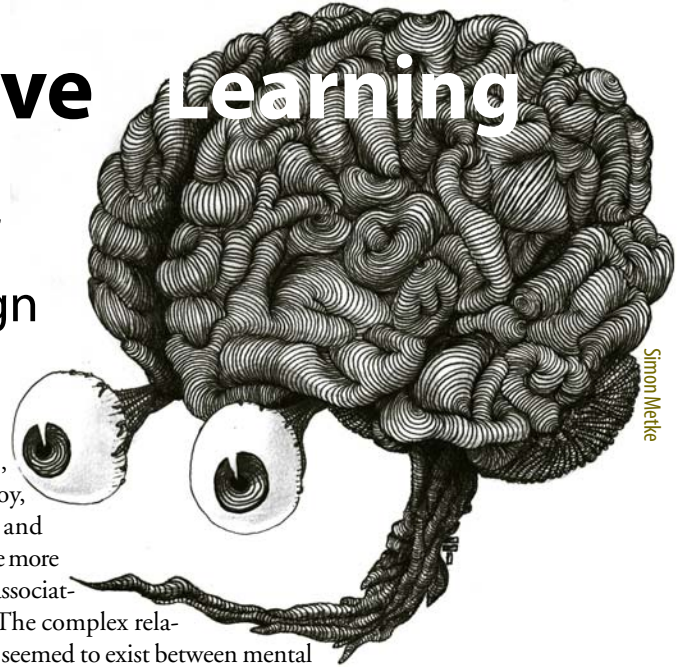 ve Learning
gn
Simon Metke
,
oy,
and
e more
ssociat-
The complex rela-
seemed to exist between mental